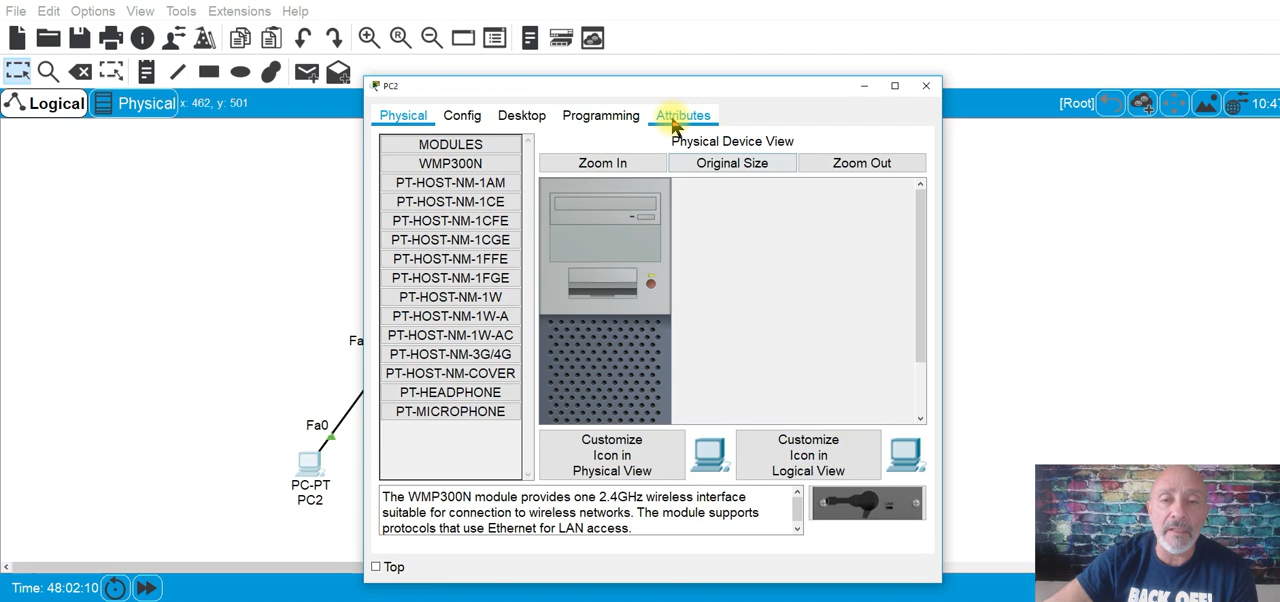 File Edit Options View Tools Extensions Help
Logical Physical x: 462, y: 501 [Root] 10:47
PC2
Physical Config Desktop Programming Attributes
MODULES
WMP300N
PT-HOST-NM-1AM
PT-HOST-NM-1CE
PT-HOST-NM-1CFE
PT-HOST-NM-1CGE
PT-HOST-NM-1FFE
PT-HOST-NM-1FGE
PT-HOST-NM-1W
PT-HOST-NM-1W-A
PT-HOST-NM-1W-AC
PT-HOST-NM-3G/4G
PT-HOST-NM-COVER
PT-HEADPHONE
PT-MICROPHONE
Physical Device View
Zoom In Original Size Zoom Out
Customize
Icon in
Physical View
Customize
Icon in
Logical View
The WMP300N module provides one 2.4GHz wireless interface
suitable for connection to wireless networks. The module supports
protocols that use Ethernet for LAN access.
Top
Fa
Fa0
PC-PT
PC2
Time: 48:02:10
BACK OFF!